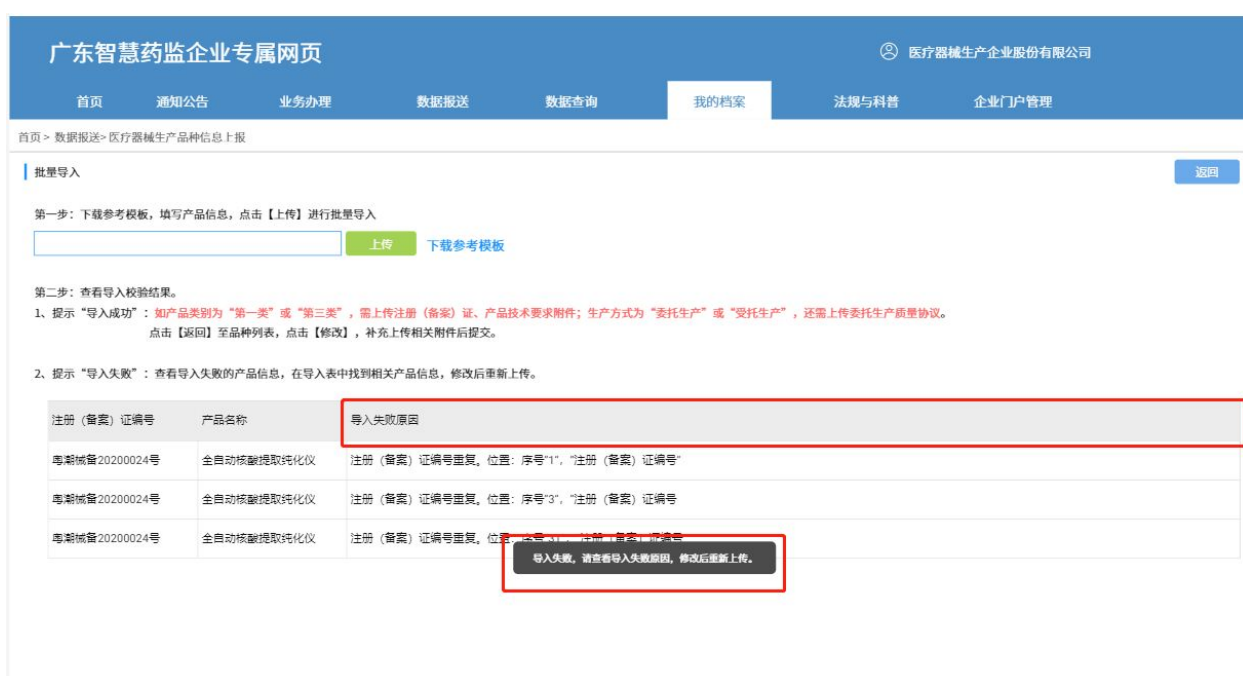 广东智慧药监企业专属网页
医疗器械生产企业股份有限公司
首页 通知公告 业务办理 数据报送 数据查询 我的档案 法规与科普 企业门户管理
首页> 数据报送> 医疗器械生产品种信息上报
批量导入 返回
第一步：下载参考模板，填写产品信息，点击【上传】进行批量导入
上传 下载参考模板
第二步：查看导入校验结果。
1、提示“导入成功”：如产品类别为“第一类”或“第三类”，需上传注册（备案）证、产品技术要求附件；生产方式为“委托生产”或“受托生产”，还需上传委托生产质量协议。
点击【返回】至品种列表，点击【修改】，补充上传相关附件后提交。
2、提示“导入失败”：查看导入失败的产品信息，在导入表中找到相关产品信息，修改后重新上传。
注册（备案）证编号 产品名称 导入失败原因
粤潮械备20200024号 全自动核酸提取纯化仪 注册（备案）证编号重复。位置：序号"1"，"注册（备案）证编号"
粤潮械备20200024号 全自动核酸提取纯化仪 注册（备案）证编号重复。位置：序号"3"，"注册（备案）证编号
粤潮械备20200024号 全自动核酸提取纯化仪 注册（备案）证编号重复。位置：序号"31"，"注册（备案）证编号
导入失败，请查看导入失败原因，修改后重新上传。